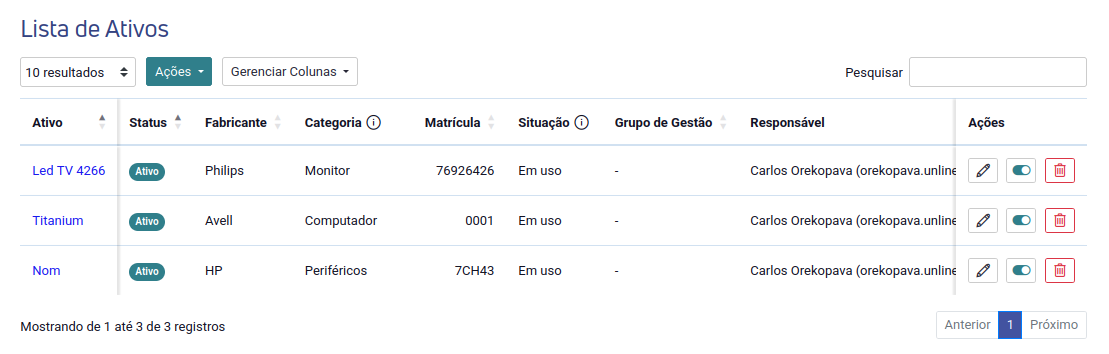 Lista de Ativos
10 resultados Ações Gerenciar Colunas Pesquisar
Ativo Status Fabricante Categoria Matrícula Situação Grupo de Gestão Responsável Ações
Led TV 4266 Ativo Philips Monitor 76926426 Em uso - Carlos Orekopava (orekopava.unline
Titanium Ativo Avell Computador 0001 Em uso - Carlos Orekopava (orekopava.unline
Nom Ativo HP Periféricos 7CH43 Em uso - Carlos Orekopava (orekopava.unline
Mostrando de 1 até 3 de 3 registros Anterior 1 Próximo